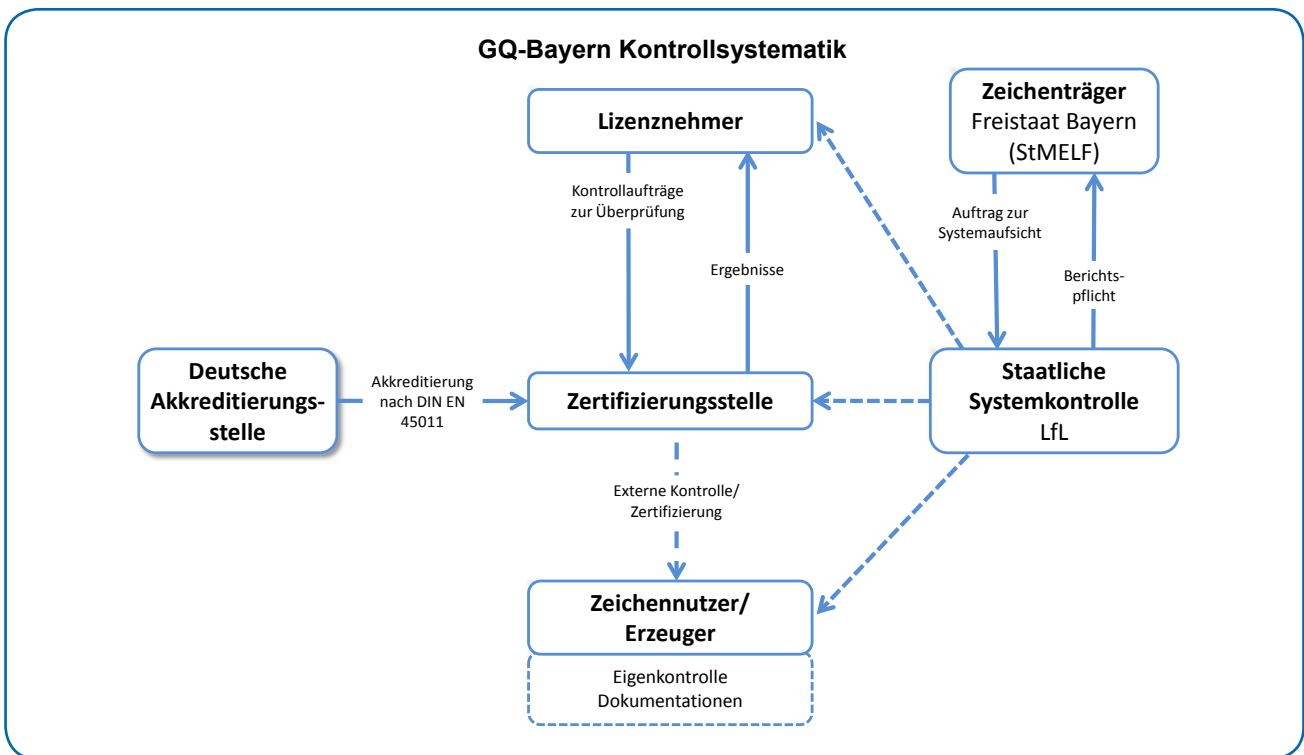 GQ-Bayern Kontrollsystematik
Lizenznehmer
Zeichenträger
Freistaat Bayern
(StMELF)
Kontrollaufträge
zur Überprüfung
Auftrag zur
Systemaufsicht
Ergebnisse
Berichts-
pflicht
Deutsche
Akkreditierungs-
stelle
Akkreditierung
nach DIN EN
45011
Zertifizierungsstelle
Staatliche
Systemkontrolle
LfL
Externe Kontrolle/
Zertifizierung
Zeichennutzer/
Erzeuger
Eigenkontrolle
Dokumentationen